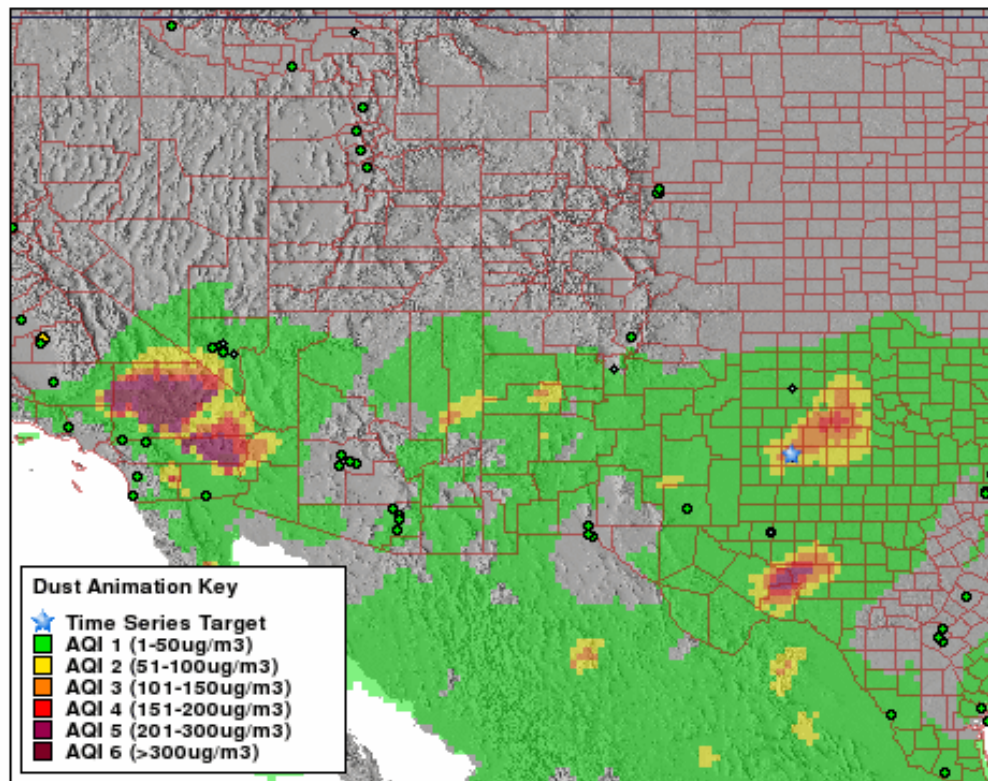 Dust Animation Key
Time Series Target
AQI 1 (1-50ug/m3)
AQI 2 (51-100ug/m3)
AQI 3 (101-150ug/m3)
AQI 4 (151-200ug/m3)
AQI 5 (201-300ug/m3)
AQI 6 (>300ug/m3)